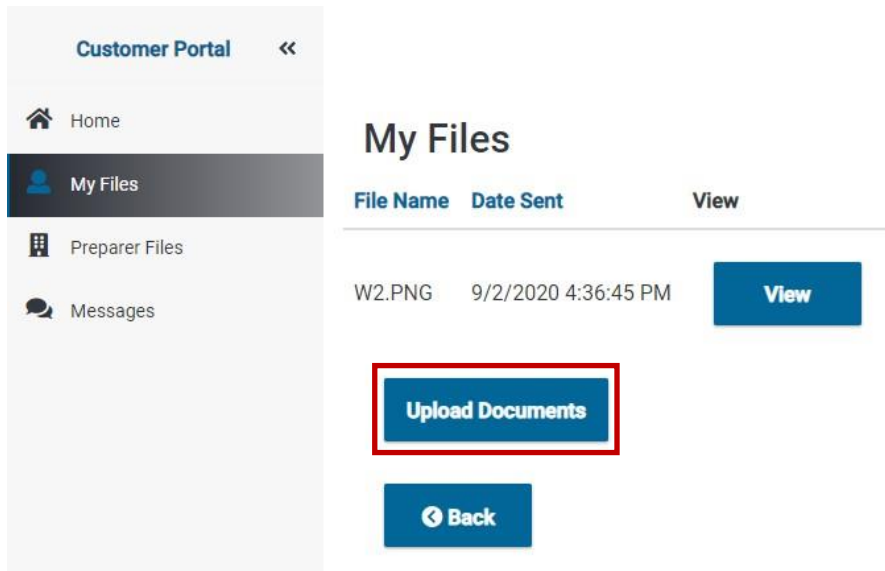 Customer Portal
Home
My Files
Preparer Files
Messages
My Files
File Name Date Sent View
W2.PNG 9/2/2020 4:36:45 PM View
Upload Documents
Back